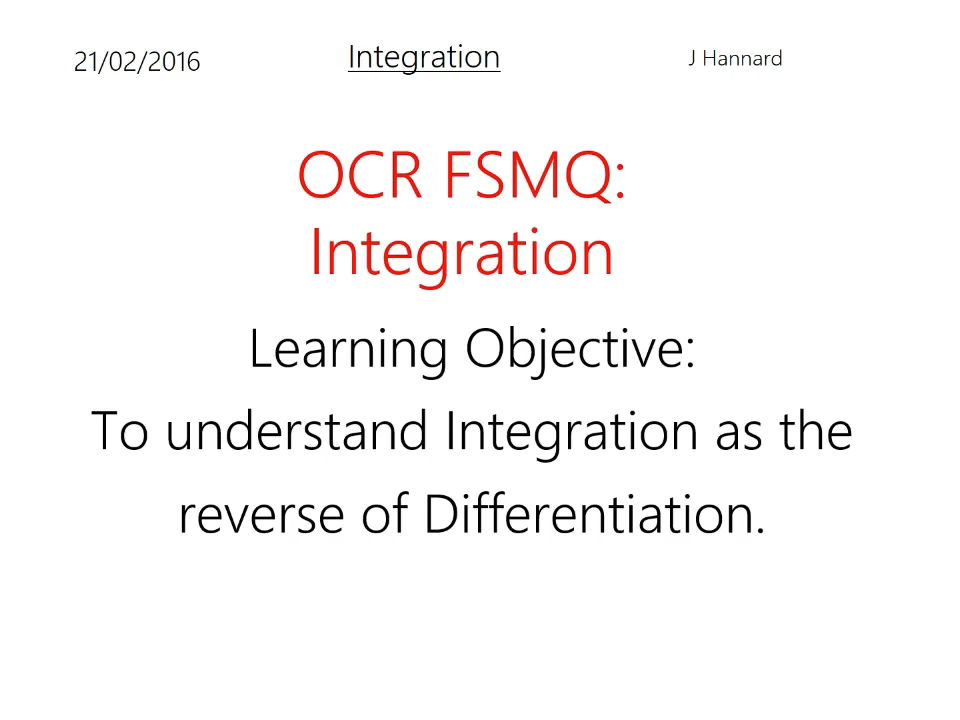 21/02/2016 Integration J Hannard
OCR FSMQ:
Integration
Learning Objective:
To understand Integration as the
reverse of Differentiation.